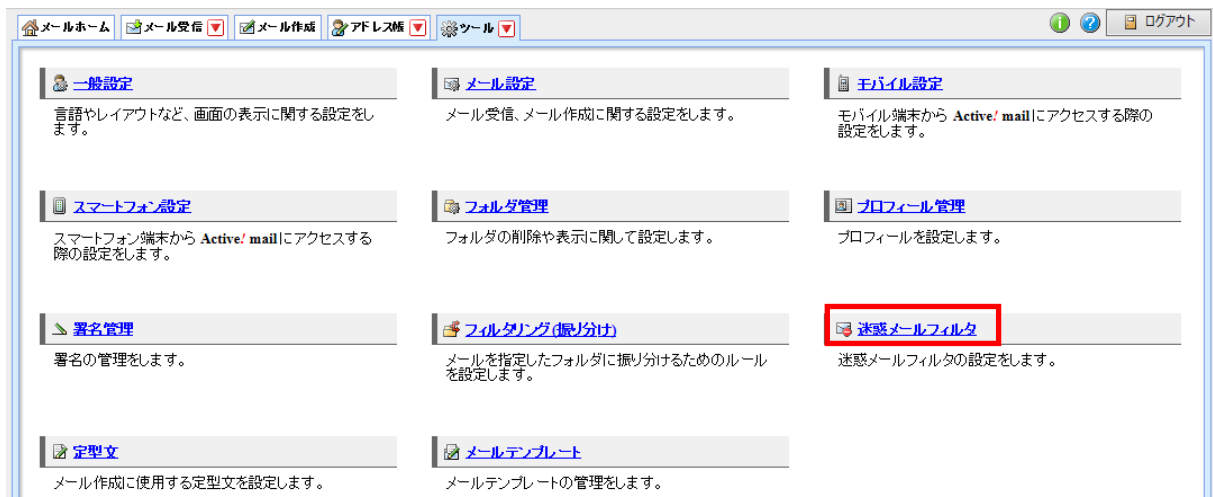 メールホーム メール受信 メール作成 アドレス帳 ツール ログアウト
一般設定 メール設定 モバイル設定
言語やレイアウトなど、画面の表示に関する設定をし
ます。
メール受信、メール作成に関する設定をします。
モバイル端末から Active! mailにアクセスする際の
設定をします。
スマートフォン設定 フォルダ管理 プロフィール管理
スマートフォン端末から Active! mailにアクセスする
際の設定をします。
フォルダの削除や表示に関して設定します。
プロフィールを設定します。
署名管理 フィルタリング(振り分け) 迷惑メールフィルタ
署名の管理をします。
メールを指定したフォルダに振り分けるためのルール
を設定します。
迷惑メールフィルタの設定をします。
定型文 メールテンプレート
メール作成に使用する定型文を設定します。
メールテンプレートの管理をします。